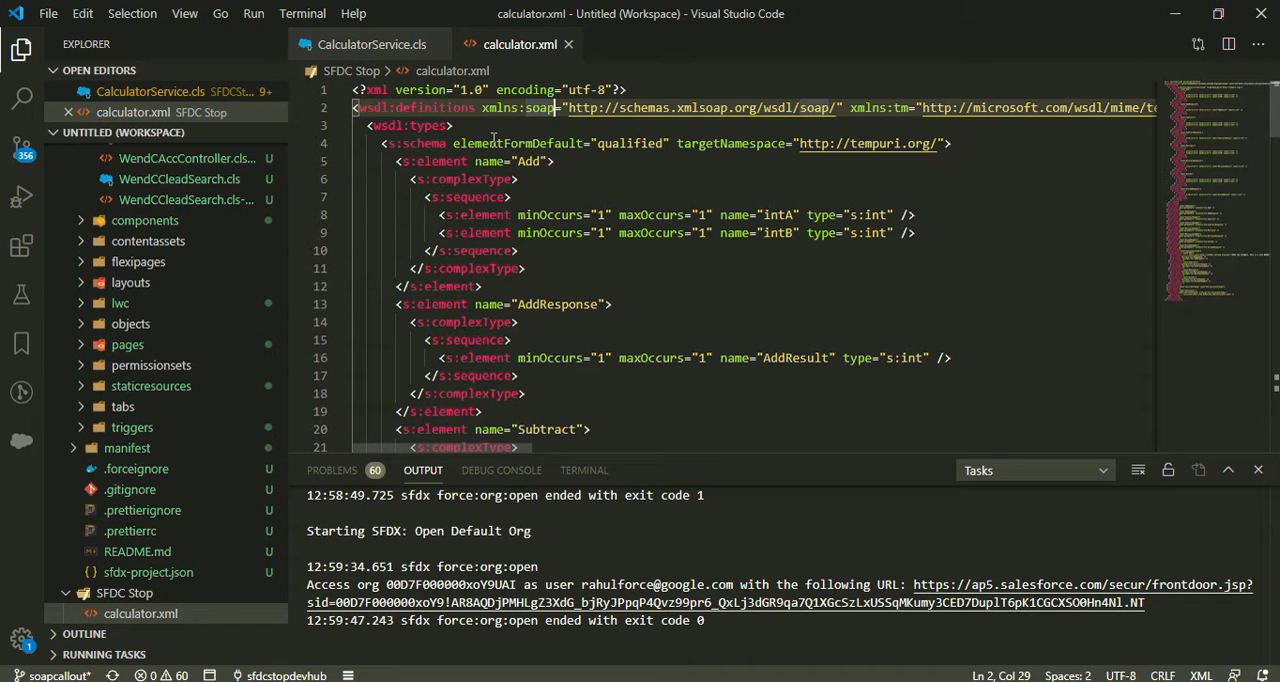 File Edit Selection View Go Run Terminal Help
calculator.xml - Untitled (Workspace) - Visual Studio Code
EXPLORER
OPEN EDITORS
CalculatorService.cls SFDCSt... 9+
calculator.xml SFDC Stop
UNTITLED (WORKSPACE)
WendCAccController.cls
WendCCleadSearch.cls
WendCCleadSearch.cls-...
components
contentassets
flexipages
layouts
lwc
objects
pages
permissionsets
staticresources
tabs
triggers
manifest
.forceignore U
.gitignore U
.prettierignore U
.prettierrc U
README.md U
sfdx-project.json U
SFDC Stop
calculator.xml
OUTLINE
RUNNING TASKS
356
1
CalculatorService.cls
calculator.xml
SFDC Stop > calculator.xml
1 <?xml version="1.0" encoding="utf-8"?>
2 <wsdl:definitions xmlns:soap="http://schemas.xmlsoap.org/wsdl/soap/" xmlns:tm="http://microsoft.com/wsdl/mime/te
3 <wsdl:types>
4 <s:schema elementFormDefault="qualified" targetNamespace="http://tempuri.org/">
5 <s:element name="Add">
6 <s:complexType>
7 <s:sequence>
8 <s:element minOccurs="1" maxOccurs="1" name="intA" type="s:int" />
9 <s:element minOccurs="1" maxOccurs="1" name="intB" type="s:int" />
10 </s:sequence>
11 </s:complexType>
12 </s:element>
13 <s:element name="AddResponse">
14 <s:complexType>
15 <s:sequence>
16 <s:element minOccurs="1" maxOccurs="1" name="AddResult" type="s:int" />
17 </s:sequence>
18 </s:complexType>
19 </s:element>
20 <s:element name="Subtract">
21 <s:complexType>
PROBLEMS 60 OUTPUT DEBUG CONSOLE TERMINAL Tasks
12:58:49.725 sfdx force:org:open ended with exit code 1
Starting SFDX: Open Default Org
12:59:34.651 sfdx force:org:open
Access org 00D7F000000xoY9UAI as user rahulforce@google.com with the following URL: https://ap5.salesforce.com/secur/frontdoor.jsp?
sid=00D7F000000xoY9!AR8AQDjPMHLgZ3XdG_bjRyJPpqP4Qvz99pr6_QxLj3dGR9qa7Q1XGcSzLxUSSqMKumy3CED7DuplT6pK1CGCXSO0Hn4Nl.NT
12:59:47.243 sfdx force:org:open ended with exit code 0
soapcallout* 0 60 sfdcstopdevhub
Ln 2, Col 29 Spaces: 2 UTF-8 CRLF XML